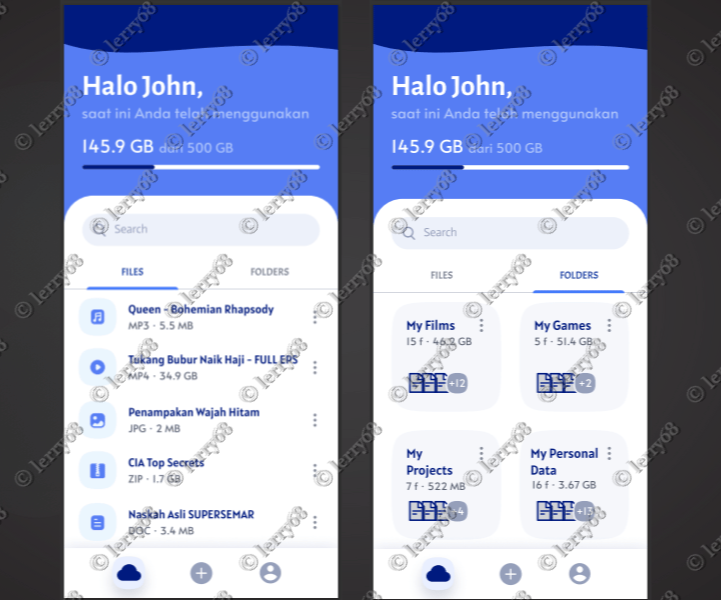 Halo John,
saat ini Anda telah menggunakan
145.9 GB dari 500 GB
Search
FILES FOLDERS
Queen - Bohemian Rhapsody
MP3 · 5.5 MB
Tukang Bubur Naik Haji - FULL EPS
MP4 · 34.9 GB
Penampakan Wajah Hitam
JPG · 2 MB
CIA Top Secrets
ZIP · 1.7 GB
Naskah Asli SUPERSEMAR
DOC · 3.4 MB
Halo John,
saat ini Anda telah menggunakan
145.9 GB dari 500 GB
Search
FILES FOLDERS
My Films
15 f · 46.2 GB
+12
My Games
5 f · 51.4 GB
+2
My
Projects
7 f · 522 MB
+4
My Personal
Data
16 f · 3.67 GB
+13
© lerry68